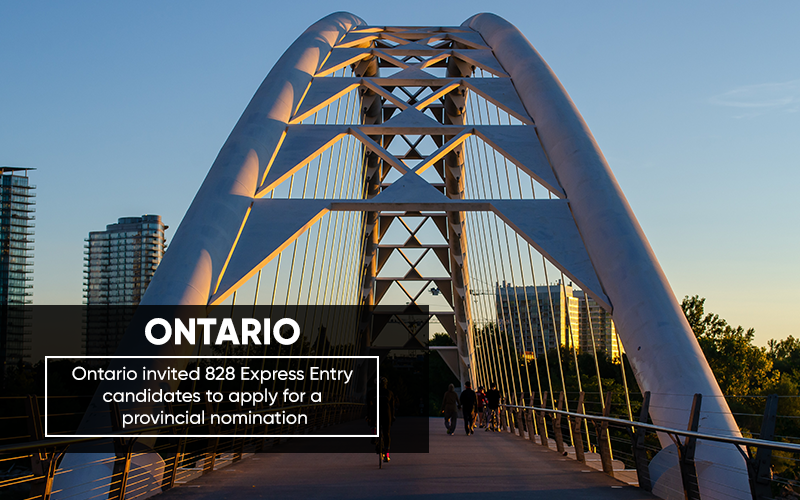 ONTARIO
Ontario invited 828 Express Entry
candidates to apply for a
provincial nomination